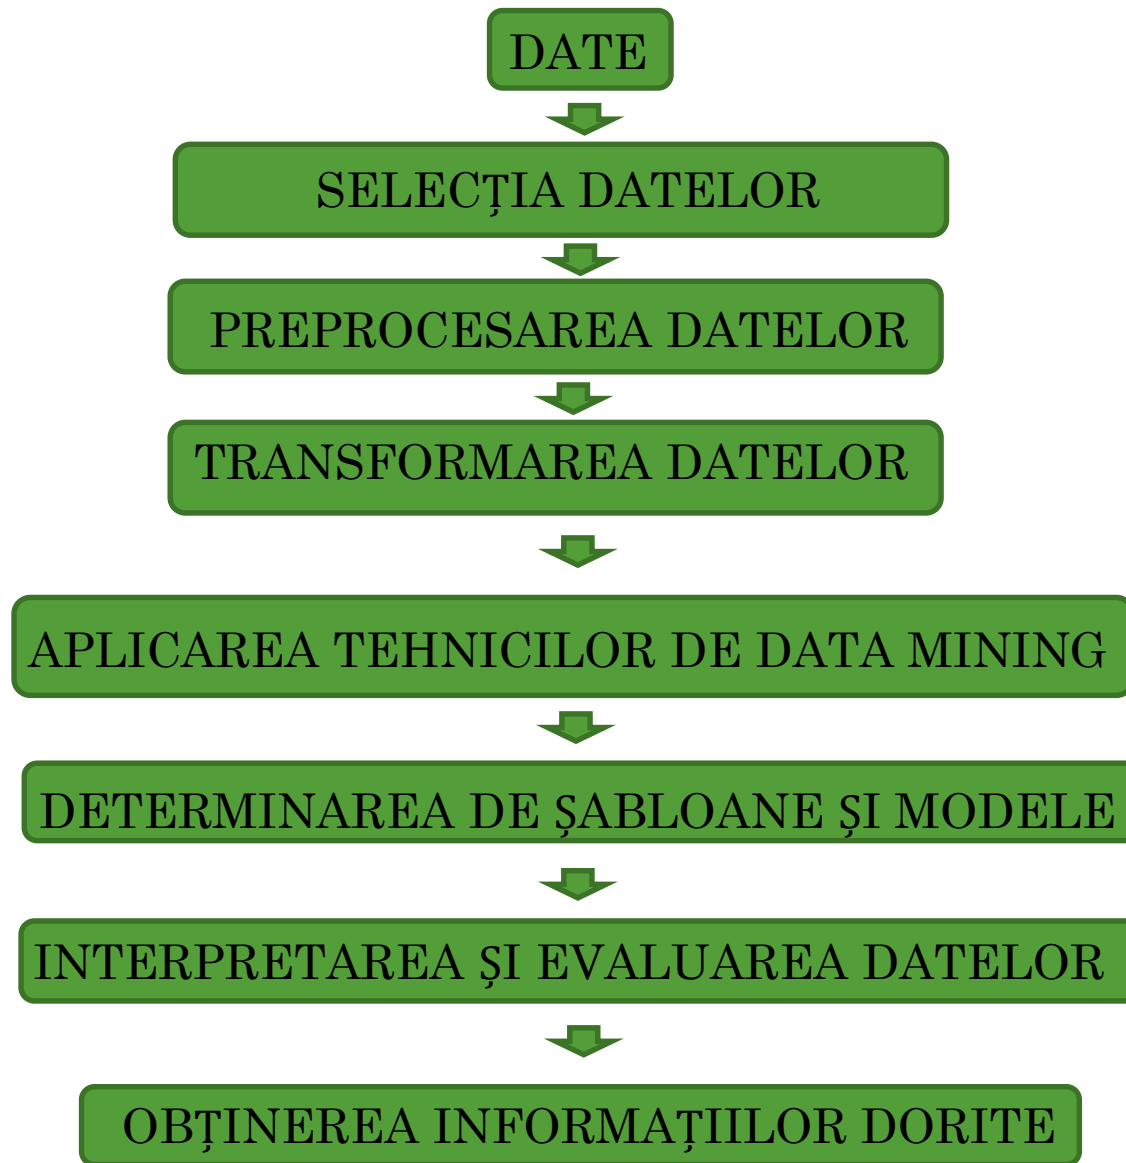 DATE
SELECȚIA DATELOR
PREPROCESAREA DATELOR
TRANSFORMAREA DATELOR
APLICAREA TEHNICILOR DE DATA MINING
DETERMINAREA DE ȘABLOANE ȘI MODELE
INTERPRETAREA ȘI EVALUAREA DATELOR
OBȚINEREA INFORMAȚIILOR DORITE